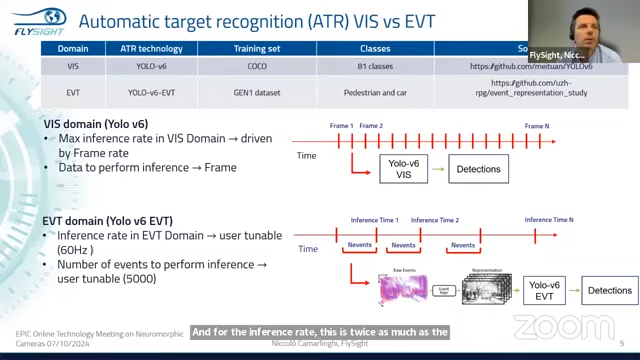 FLYSIGHT
Automatic target recognition (ATR) VIS vs EVT
FlySight, Nicc...
Domain ATR technology Training set Classes So
VIS YOLO-v6 COCO 81 classes https://github.com/meituan/YOLOv6
EVT YOLO-v6-EVT GEN1 dataset Pedestrian and car https://github.com/uzh-
rpg/event_representation_study
VIS domain (Yolo v6)
• Max inference rate in VIS Domain → driven
by Frame rate
• Data to perform inference → Frame
Frame 1 Frame 2 Frame N
Time
Yolo-v6
VIS
Detections
EVT domain (Yolo v6 EVT)
• Inference rate in EVT Domain → user tunable
(60Hz )
• Number of events to perform inference →
user tunable (5000)
Inference Time 1 Inference Time 2 Inference Time N
Time
Nevents Nevents Nevents
Raw Events Representation
Yolo-v6
EVT
Detections
And for the inference rate, this is twice as much as the
zoom
EPIC Online Technology Meeting on Neuromorphic
Cameras 07/10/2024
Niccolò Camarlinghi, FlySight
5